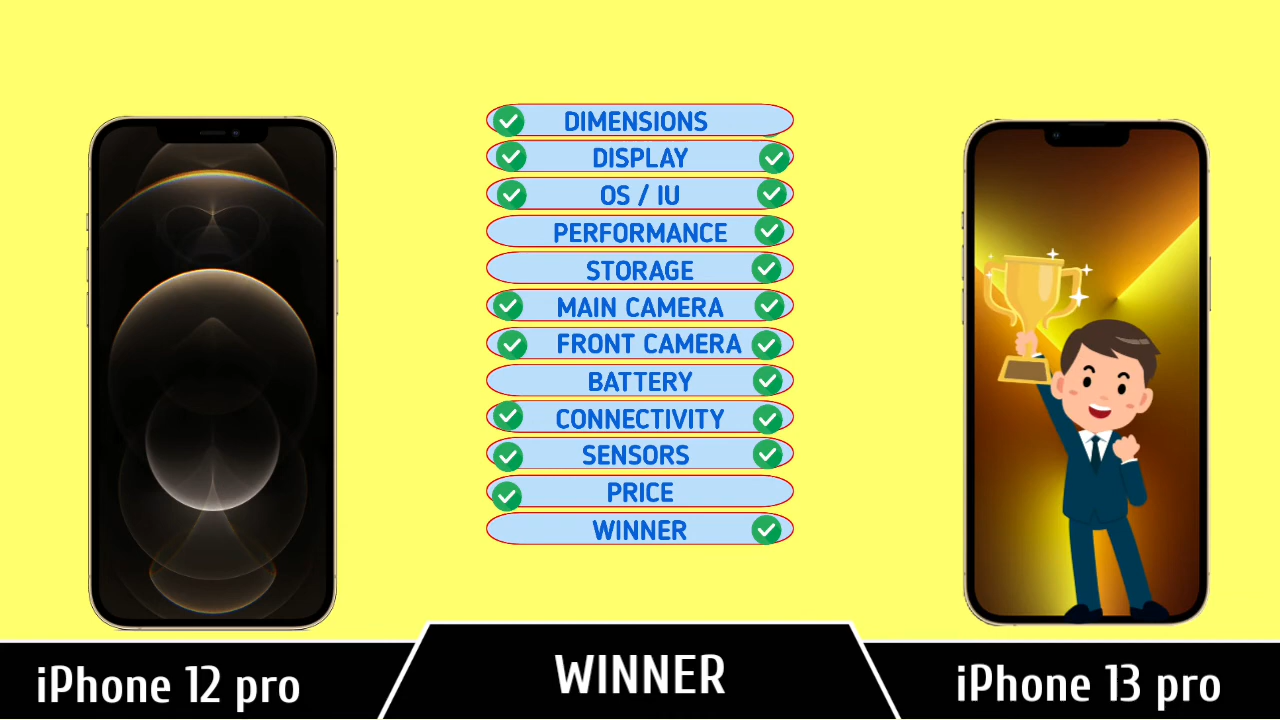 DIMENSIONS
DISPLAY
OS / IU
PERFORMANCE
STORAGE
MAIN CAMERA
FRONT CAMERA
BATTERY
CONNECTIVITY
SENSORS
PRICE
WINNER
iPhone 12 pro
WINNER
iPhone 13 pro